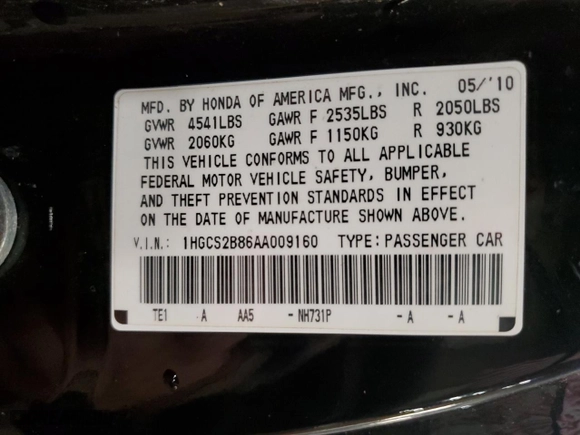 MFD. BY HONDA OF AMERICA MFG., INC. 05/'10
GVWR 4541LBS GAWR F 2535LBS R 2050LBS
GVWR 2060KG GAWR F 1150KG R 930KG
THIS VEHICLE CONFORMS TO ALL APPLICABLE
FEDERAL MOTOR VEHICLE SAFETY, BUMPER,
AND THEFT PREVENTION STANDARDS IN EFFECT
ON THE DATE OF MANUFACTURE SHOWN ABOVE.
V.I.N.: 1HGCS2B86AA009160 TYPE: PASSENGER CAR
TE1 A AA5 -NH731P -A -A